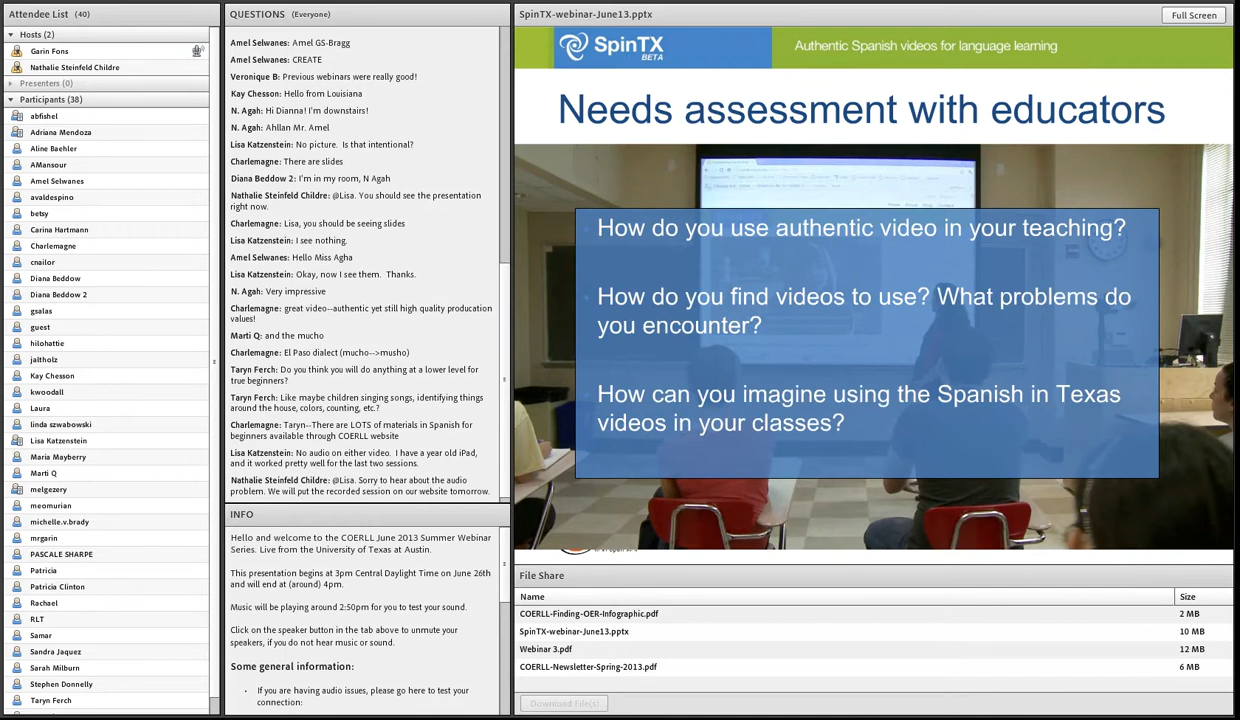 Attendee List (40)
Hosts (2)
Garin Fons
Nathalie Steinfeld Childre
Presenters (0)
Participants (38)
abfishel
Adriana Mendoza
Aline Baehler
AMansour
Amel Selwanes
avaldespino
betsy
Carina Hartmann
Charlemagne
cnailor
Diana Beddow
Diana Beddow 2
gsalas
guest
hilohattie
jaltholz
Kay Chesson
kwoodall
Laura
linda szwabowski
Lisa Katzenstein
Maria Mayberry
Marti Q
melgezery
meomurian
michelle.v.brady
mrgarin
PASCALE SHARPE
Patricia
Patricia Clinton
Rachael
RLT
Samar
Sandra Jaquez
Sarah Milburn
Stephen Donnelly
Taryn Ferch
QUESTIONS (Everyone)
Amel Selwanes: Amel GS-Bragg
Amel Selwanes: CREATE
Veronique B: Previous webinars were really good!
Kay Chesson: Hello from Louisiana
N. Agah: Hi Dianna! I'm downstairs!
N. Agah: Ahllan Mr. Amel
Lisa Katzenstein: No picture. Is that intentional?
Charlemagne: There are slides
Diana Beddow 2: I'm in my room, N Agah
Nathalie Steinfeld Childre: @Lisa. You should see the presentation
right now.
Charlemagne: Lisa, you should be seeing slides
Lisa Katzenstein: I see nothing.
Amel Selwanes: Hello Miss Agha
Lisa Katzenstein: Okay, now I see them. Thanks.
N. Agah: Very impressive
Charlemagne: great video--authentic yet still high quality producation
values!
Marti Q: and the mucho
Charlemagne: El Paso dialect (mucho-->musho)
Taryn Ferch: Do you think you will do anything at a lower level for
true beginners?
Taryn Ferch: Like maybe children singing songs, identifying things
around the house, colors, counting, etc.?
Charlemagne: Taryn--There are LOTS of materials in Spanish for
beginners available through COERLL website
Lisa Katzenstein: No audio on either video. I have a year old iPad,
and it worked pretty well for the last two sessions.
Nathalie Steinfeld Childre: @Lisa. Sorry to hear about the audio
problem. We will put the recorded session on our website tomorrow.
INFO
Hello and welcome to the COERLL June 2013 Summer Webinar
Series. Live from the University of Texas at Austin.
This presentation begins at 3pm Central Daylight Time on June 26th
and will end at (around) 4pm.
Music will be playing around 2:50pm for you to test your sound.
Click on the speaker button in the tab above to unmute your
speakers, if you do not hear music or sound.
Some general information:
• If you are having audio issues, please go here to test your
connection:
SpinTX-webinar-June13.pptx
Full Screen
SpinTX
BETA
Authentic Spanish videos for language learning
Needs assessment with educators
How do you use authentic video in your teaching?
How do you find videos to use? What problems do
you encounter?
How can you imagine using the Spanish in Texas
videos in your classes?
File Share
Name Size
COERLL-Finding-OER-Infographic.pdf 2 MB
SpinTX-webinar-June13.pptx 10 MB
Webinar 3.pdf 12 MB
COERLL-Newsletter-Spring-2013.pdf 6 MB
Download File(s)